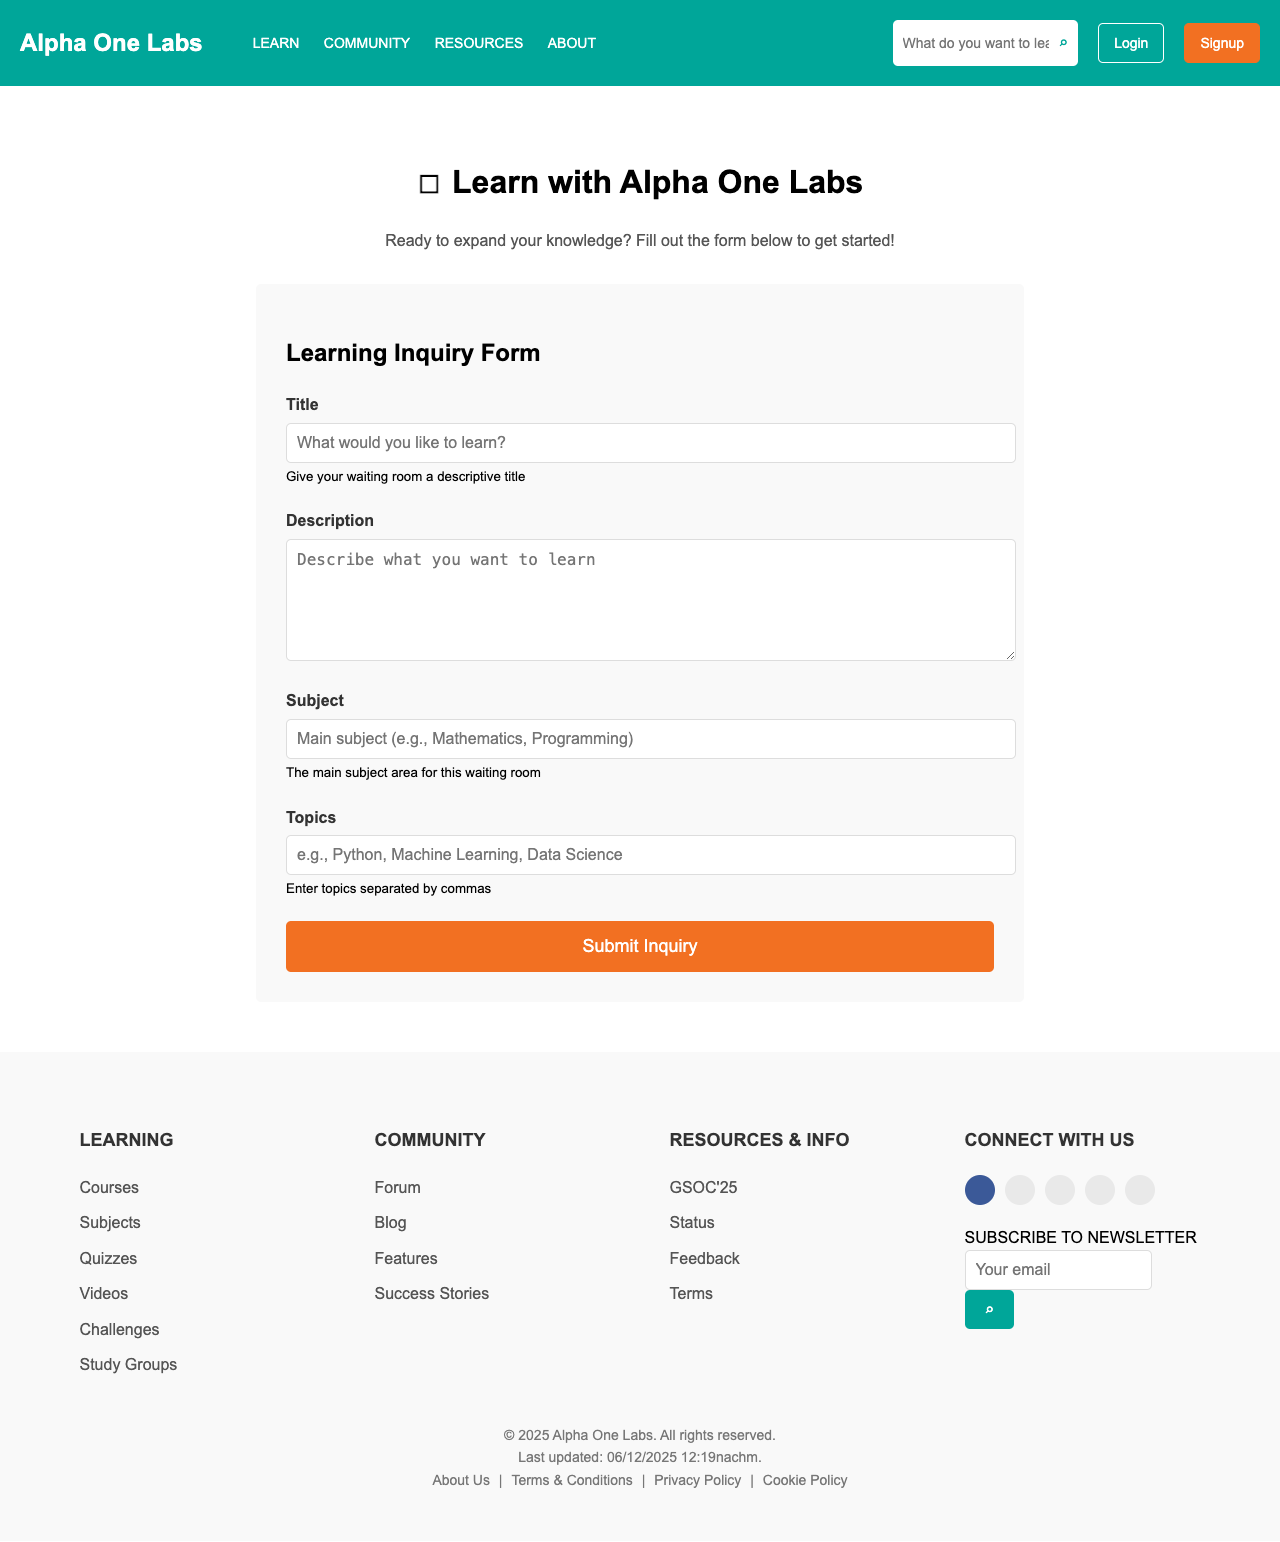 Alpha One Labs
LEARN COMMUNITY RESOURCES ABOUT
What do you want to lea
Login
Signup
Learn with Alpha One Labs
Ready to expand your knowledge? Fill out the form below to get started!
Learning Inquiry Form
Title
What would you like to learn?
Give your waiting room a descriptive title
Description
Describe what you want to learn
Subject
Main subject (e.g., Mathematics, Programming)
The main subject area for this waiting room
Topics
e.g., Python, Machine Learning, Data Science
Enter topics separated by commas
Submit Inquiry
LEARNING
Courses
Subjects
Quizzes
Videos
Challenges
Study Groups
COMMUNITY
Forum
Blog
Features
Success Stories
RESOURCES & INFO
GSOC'25
Status
Feedback
Terms
CONNECT WITH US
SUBSCRIBE TO NEWSLETTER
Your email
© 2025 Alpha One Labs. All rights reserved.
Last updated: 06/12/2025 12:19nachm.
About Us | Terms & Conditions | Privacy Policy | Cookie Policy